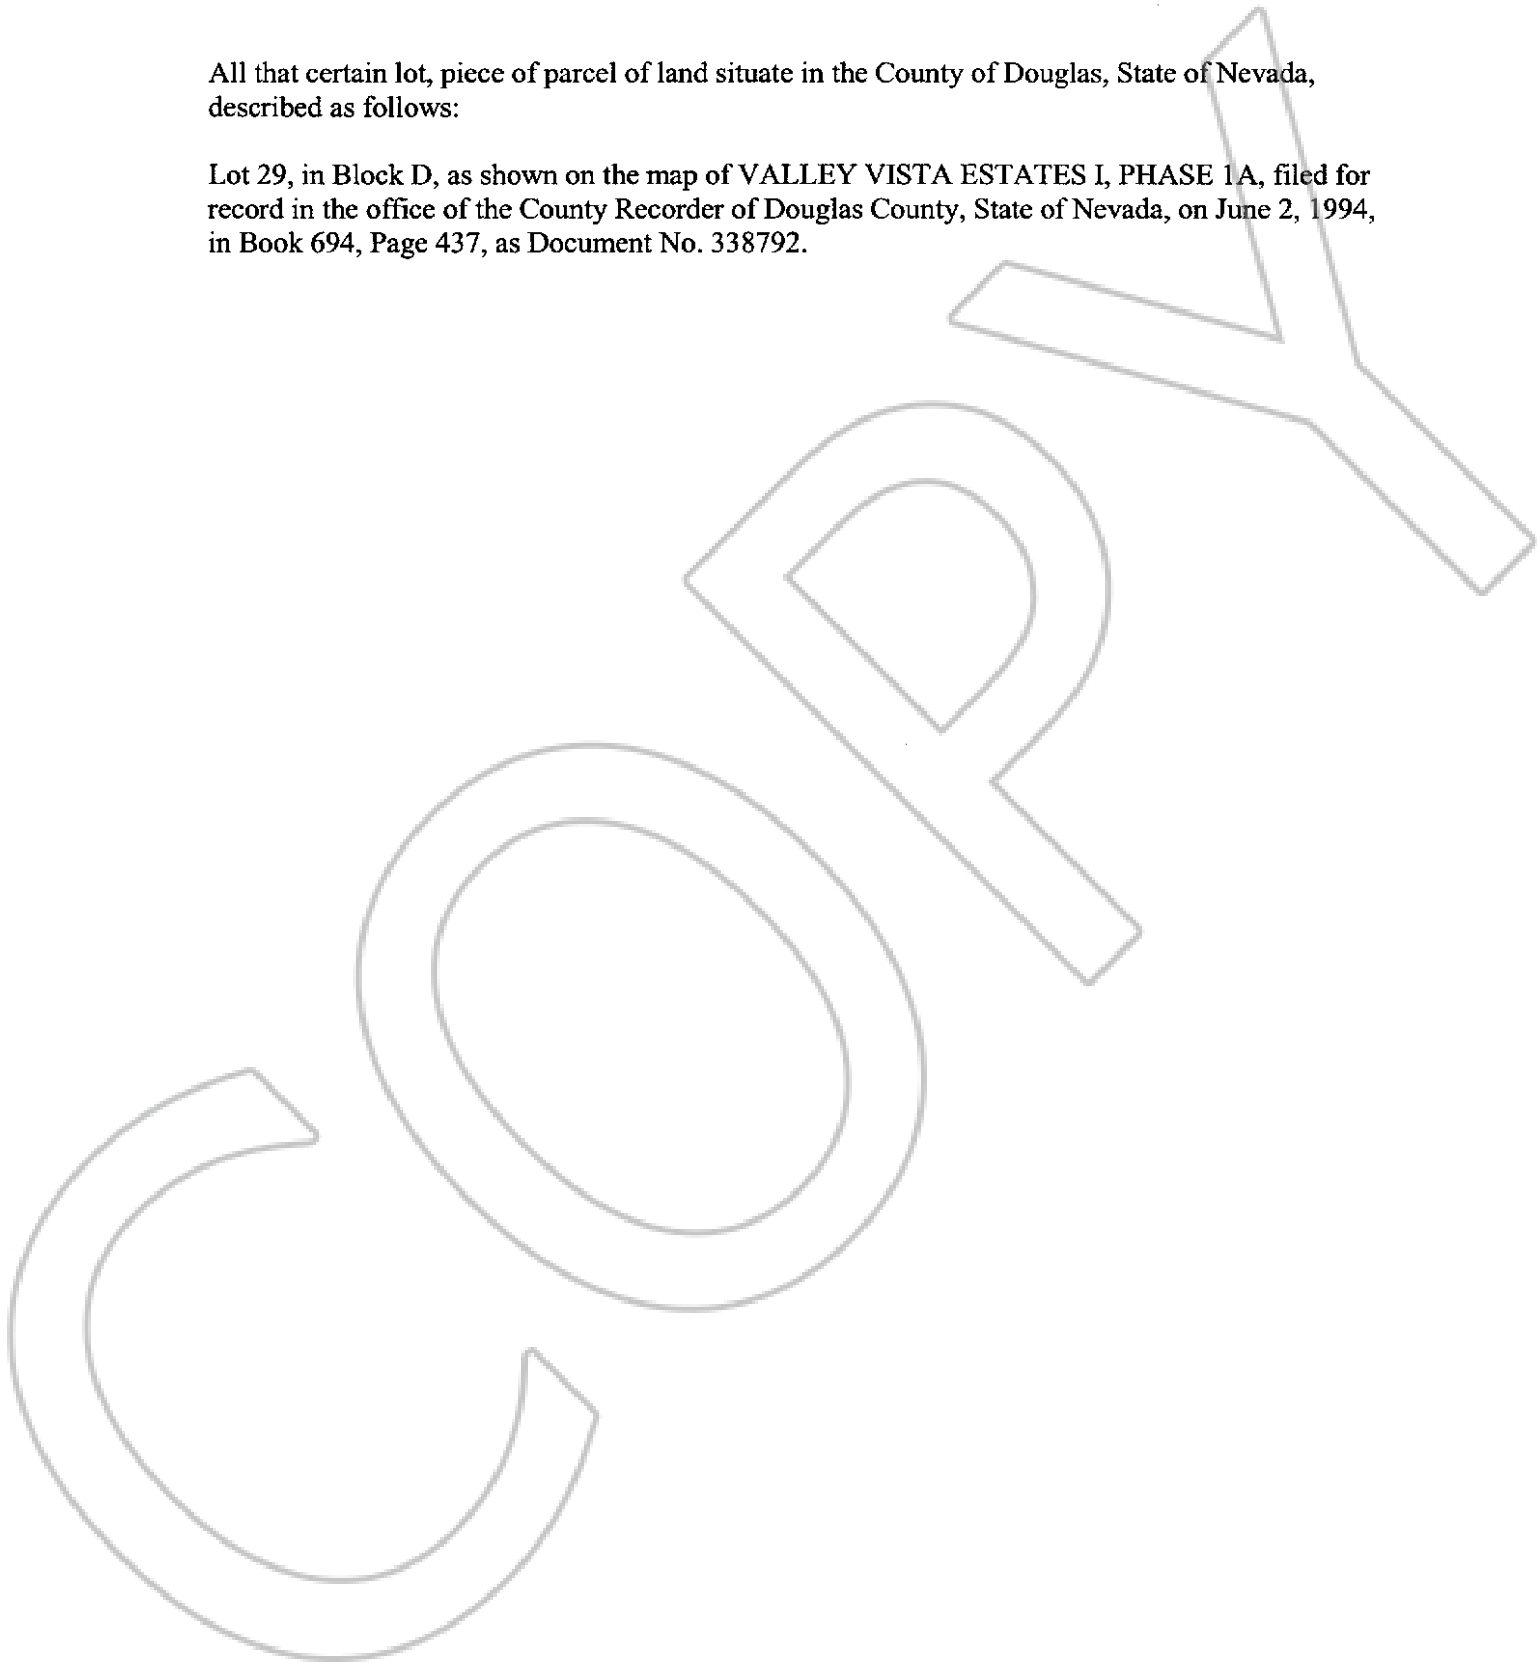 All that certain lot, piece of parcel of land situate in the County of Douglas, State of Nevada,
described as follows:
Lot 29, in Block D, as shown on the map of VALLEY VISTA ESTATES I, PHASE 1A, filed for
record in the office of the County Recorder of Douglas County, State of Nevada, on June 2, 1994,
in Book 694, Page 437, as Document No. 338792.
COPY